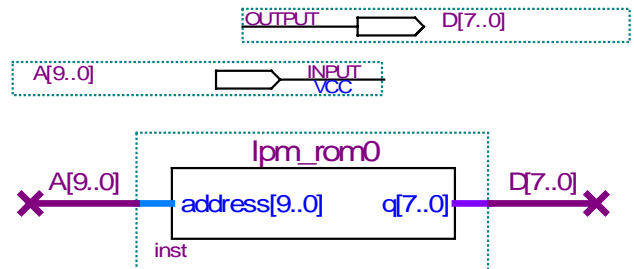 OUTPUT D[7..0]
A[9..0] INPUT
VCC
lpm_rom0
A[9..0] address[9..0] q[7..0] D[7..0]
inst